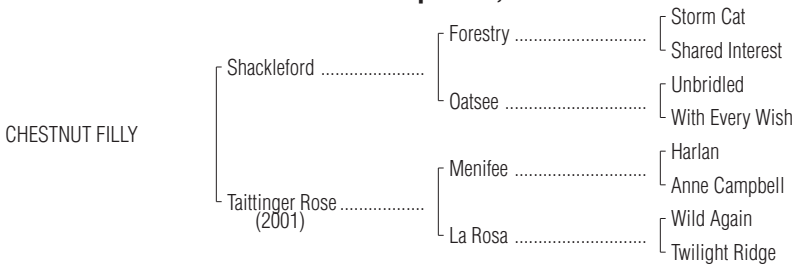 Storm Cat
Forestry ........................
Shared Interest
Shackleford ......................
Unbridled
Oatsee ...........................
With Every Wish
CHESTNUT FILLY
Harlan
Menifee ..........................
Anne Campbell
Taittinger Rose ..................
(2001)
Wild Again
La Rosa ..........................
Twilight Ridge